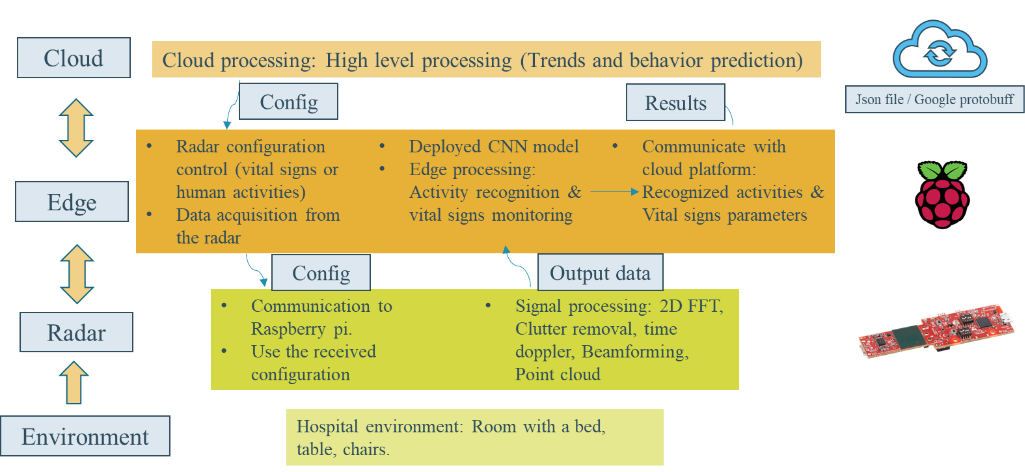 Cloud
Cloud processing: High level processing (Trends and behavior prediction)
Json file / Google protobuff
Config
Results
Edge
• Radar configuration
control (vital signs or
human activities)
• Data acquisition from
the radar
• Deployed CNN model
• Edge processing:
Activity recognition &
vital signs monitoring
• Communicate with
cloud platform:
Recognized activities &
Vital signs parameters
Config
Output data
Radar
• Communication to
Raspberry pi.
• Use the received
configuration
• Signal processing: 2D FFT,
Clutter removal, time
doppler, Beamforming,
Point cloud
Environment
Hospital environment: Room with a bed,
table, chairs.